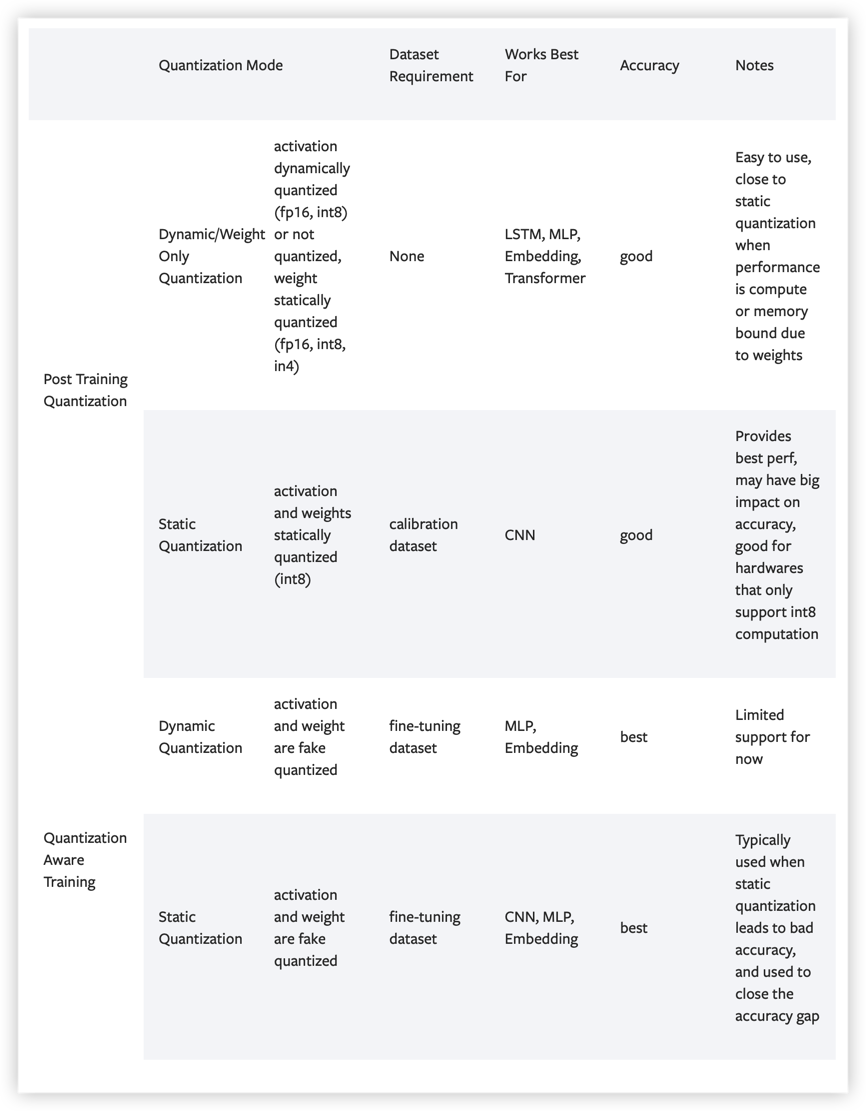 Quantization Mode
Dataset
Requirement
Works Best
For
Accuracy
Notes
Post Training
Quantization
Dynamic/Weight
Only
Quantization
activation
dynamically
quantized
(fp16, int8)
or not
quantized,
weight
statically
quantized
(fp16, int8,
in4)
None
LSTM, MLP,
Embedding,
Transformer
good
Easy to use,
close to
static
quantization
when
performance
is compute
or memory
bound due
to weights
Static
Quantization
activation
and weights
statically
quantized
(int8)
calibration
dataset
CNN
good
Provides
best perf,
may have big
impact on
accuracy,
good for
hardwares
that only
support int8
computation
Quantization
Aware
Training
Dynamic
Quantization
activation
and weight
are fake
quantized
fine-tuning
dataset
MLP,
Embedding
best
Limited
support for
now
Static
Quantization
activation
and weight
are fake
quantized
fine-tuning
dataset
CNN, MLP,
Embedding
best
Typically
used when
static
quantization
leads to bad
accuracy,
and used to
close the
accuracy gap